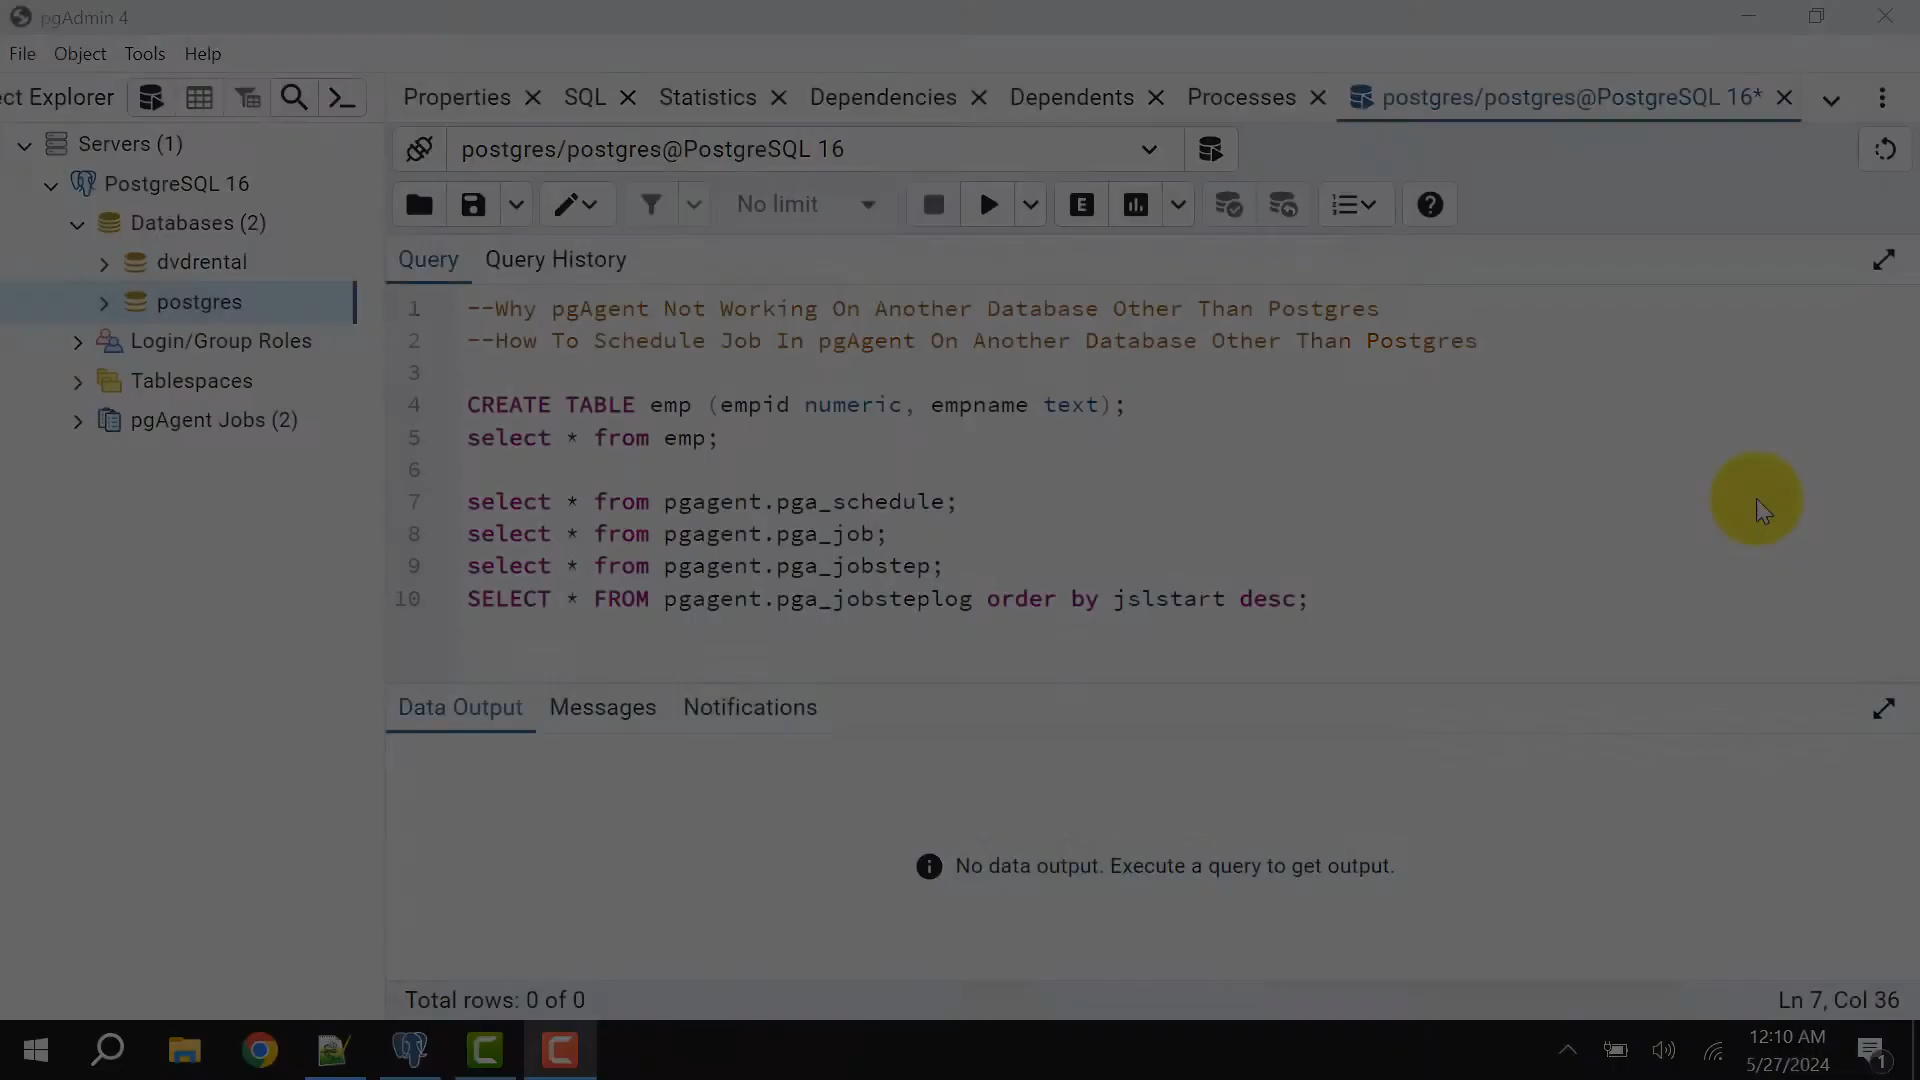 pgAdmin 4
File Object Tools Help
ct Explorer
Properties SQL Statistics Dependencies Dependents Processes postgres/postgres@PostgreSQL 16*
Servers (1)
PostgreSQL 16
Databases (2)
dvdrental
postgres
Login/Group Roles
Tablespaces
pgAgent Jobs (2)
postgres/postgres@PostgreSQL 16
No limit
E
Query Query History
1 --Why pgAgent Not Working On Another Database Other Than Postgres
2 --How To Schedule Job In pgAgent On Another Database Other Than Postgres
3
4 CREATE TABLE emp (empid numeric, empname text);
5 select * from emp;
6
7 select * from pgagent.pga_schedule;
8 select * from pgagent.pga_job;
9 select * from pgagent.pga_jobstep;
10 SELECT * FROM pgagent.pga_jobsteplog order by jslstart desc;
Data Output Messages Notifications
No data output. Execute a query to get output.
Total rows: 0 of 0
Ln 7, Col 36
12:10 AM
5/27/2024
1